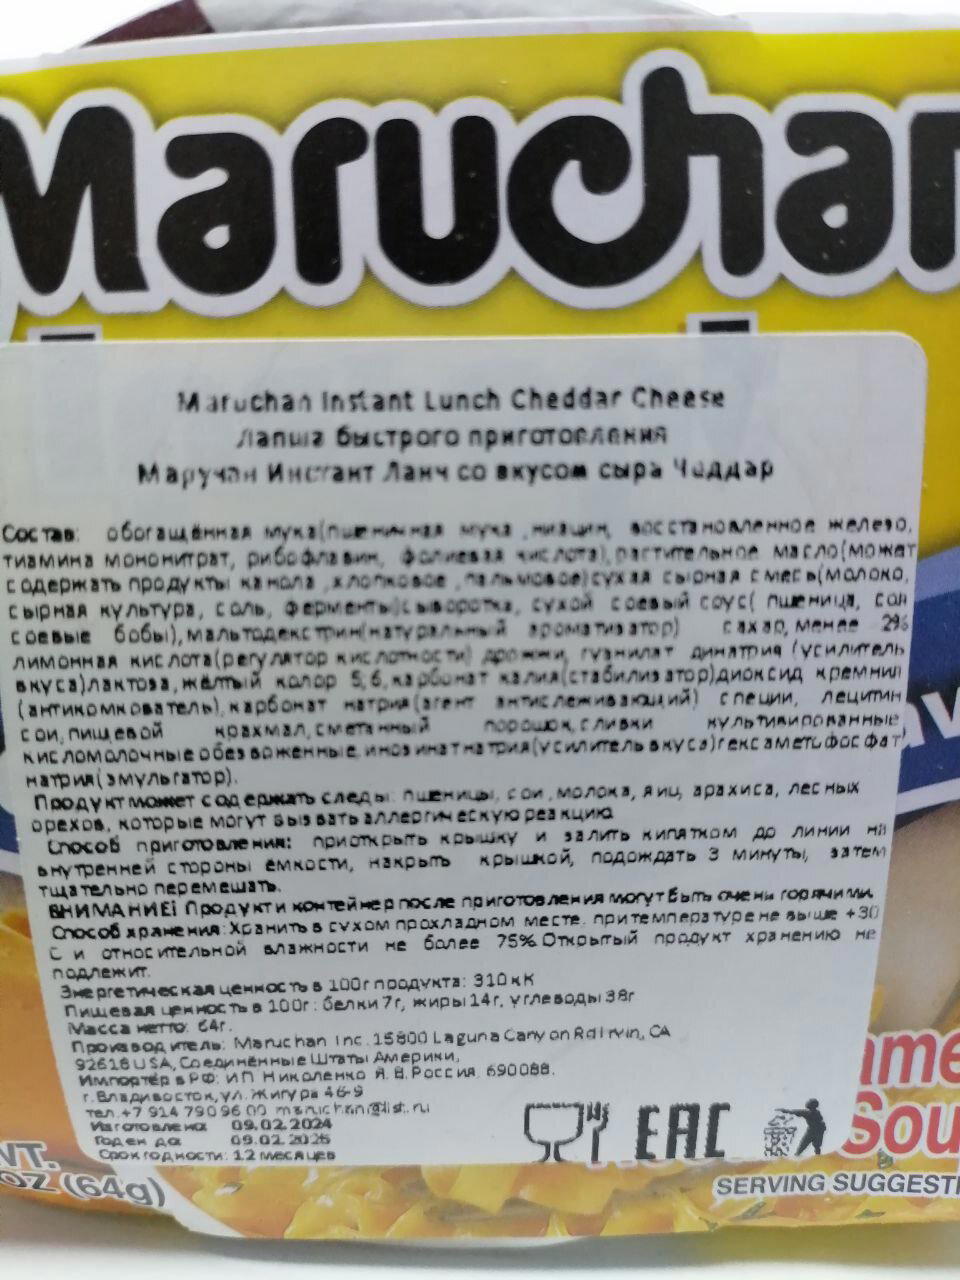 Maruchan
Maruchan Instant Lunch Cheddar Cheese
Лапша быстрого приготовления
Маручан Инстант Ланч со вкусом сыра Чаддар
Состав: обогащённая мука(пшеничная мука ,ниацин, восстановленное железо,
тиамина мононитрат, рибофлавин, фолиевая кислота),растительное масло(может
содержать продукты канола ,хлопковое ,пальмовое)сухая сырная смесь(молоко,
сырная культура, соль, ферменты)сыворотка, сухой соевый соус( пшеница, соя
соевые бобы),мальтодекстрин(натуральный ароматизатор) сахар, менее 2%
лимонная кислота(регулятор кислотности) дрожжи, гуанилат динатрия (усилитель
вкуса)лактоза,жёлтый колор 5,6,карбонат калия(стабилизатор)диоксид кремния
(антикомкователь),карбонат натрия(агент антислеживающий) специи, лецитин
сои,пищевой крахмал,сметанный порошок,сливки культивированные,
кисломолочные обезвоженные,инозинат натрия(усилитель вкуса)гексаметафосфат
натрия(эмульгатор).
Продукт может содержать следы: пшеницы, сои ,молока, яиц, арахиса, лесных
орехов, которые могут вызвать аллергическую реакцию
Способ приготовления: приоткрыть крышку и залить кипятком до линии на
внутренней стороны ёмкости, накрыть крышкой, подождать 3 минуты, затем
тщательно перемешать.
ВНИМАНИЕ! Продукт и контейнер после приготовления могут быть очень горячими.
Способ хранения: Хранить в сухом прохладном месте. при температуре не выше +30
С и относительной влажности не более 75% Открытый продукт хранению не
подлежит.
Энергетическая ценность в 100г продукта: 310кК
Пищевая ценность в 100г: белки 7г, жиры 14г, углеводы 38г
Масса нетто: 64г.
Производитель: Maruchan Inc. 15800 Laguna Canyon Rd Irvin, CA
92618 USA, Соединённые Штаты Америки,
Импортёр в РФ: ИП Николенко Я.В.Россия, 690088.
г.Владивосток,ул.Жигура 46-9
тел.+7 914 790 96 00 maruchan@list.ru
Изготовлено: 09.02.2024
Годен до: 09.02.2025
Срок годности: 12 месяцев
EAC
Sou
WT.
OZ (64g)
SERVING SUGGESTI